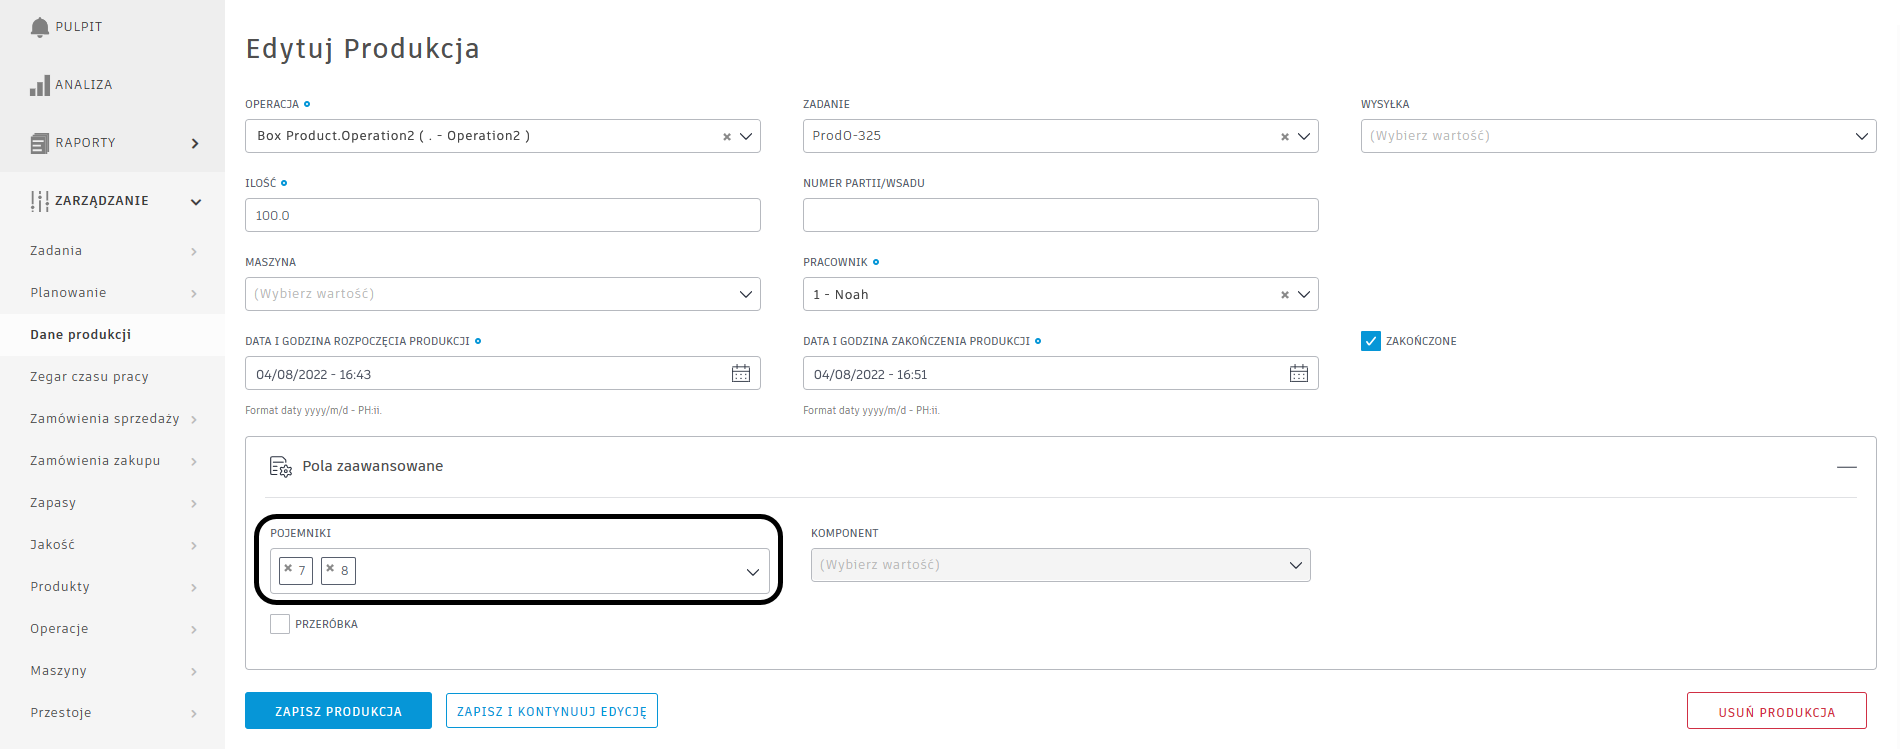 PULPIT
ANALIZA
RAPORTY
ZARZĄDZANIE
Zadania
Planowanie
Dane produkcji
Zegar czasu pracy
Zamówienia sprzedaży
Zamówienia zakupu
Zapasy
Jakość
Produkty
Operacje
Maszyny
Przestoje
Edytuj Produkcja
OPERACJA
Box Product.Operation2 ( . - Operation2 )
ZADANIE
ProdO-325
WYSYŁKA
(Wybierz wartość)
ILOŚĆ
100.0
NUMER PARTII/WSADU
MASZYNA
(Wybierz wartość)
PRACOWNIK
1 - Noah
DATA I GODZINA ROZPOCZĘCIA PRODUKCJI
04/08/2022 - 16:43
Format daty yyyy/m/d - PH:ii.
DATA I GODZINA ZAKOŃCZENIA PRODUKCJI
04/08/2022 - 16:51
Format daty yyyy/m/d - PH:ii.
ZAKOŃCZONE
Pola zaawansowane
POJEMNIKI
7 8
KOMPONENT
(Wybierz wartość)
PRZERÓBKA
ZAPISZ PRODUKCJA
ZAPISZ I KONTYNUUJ EDYCJĘ
USUŃ PRODUKCJA